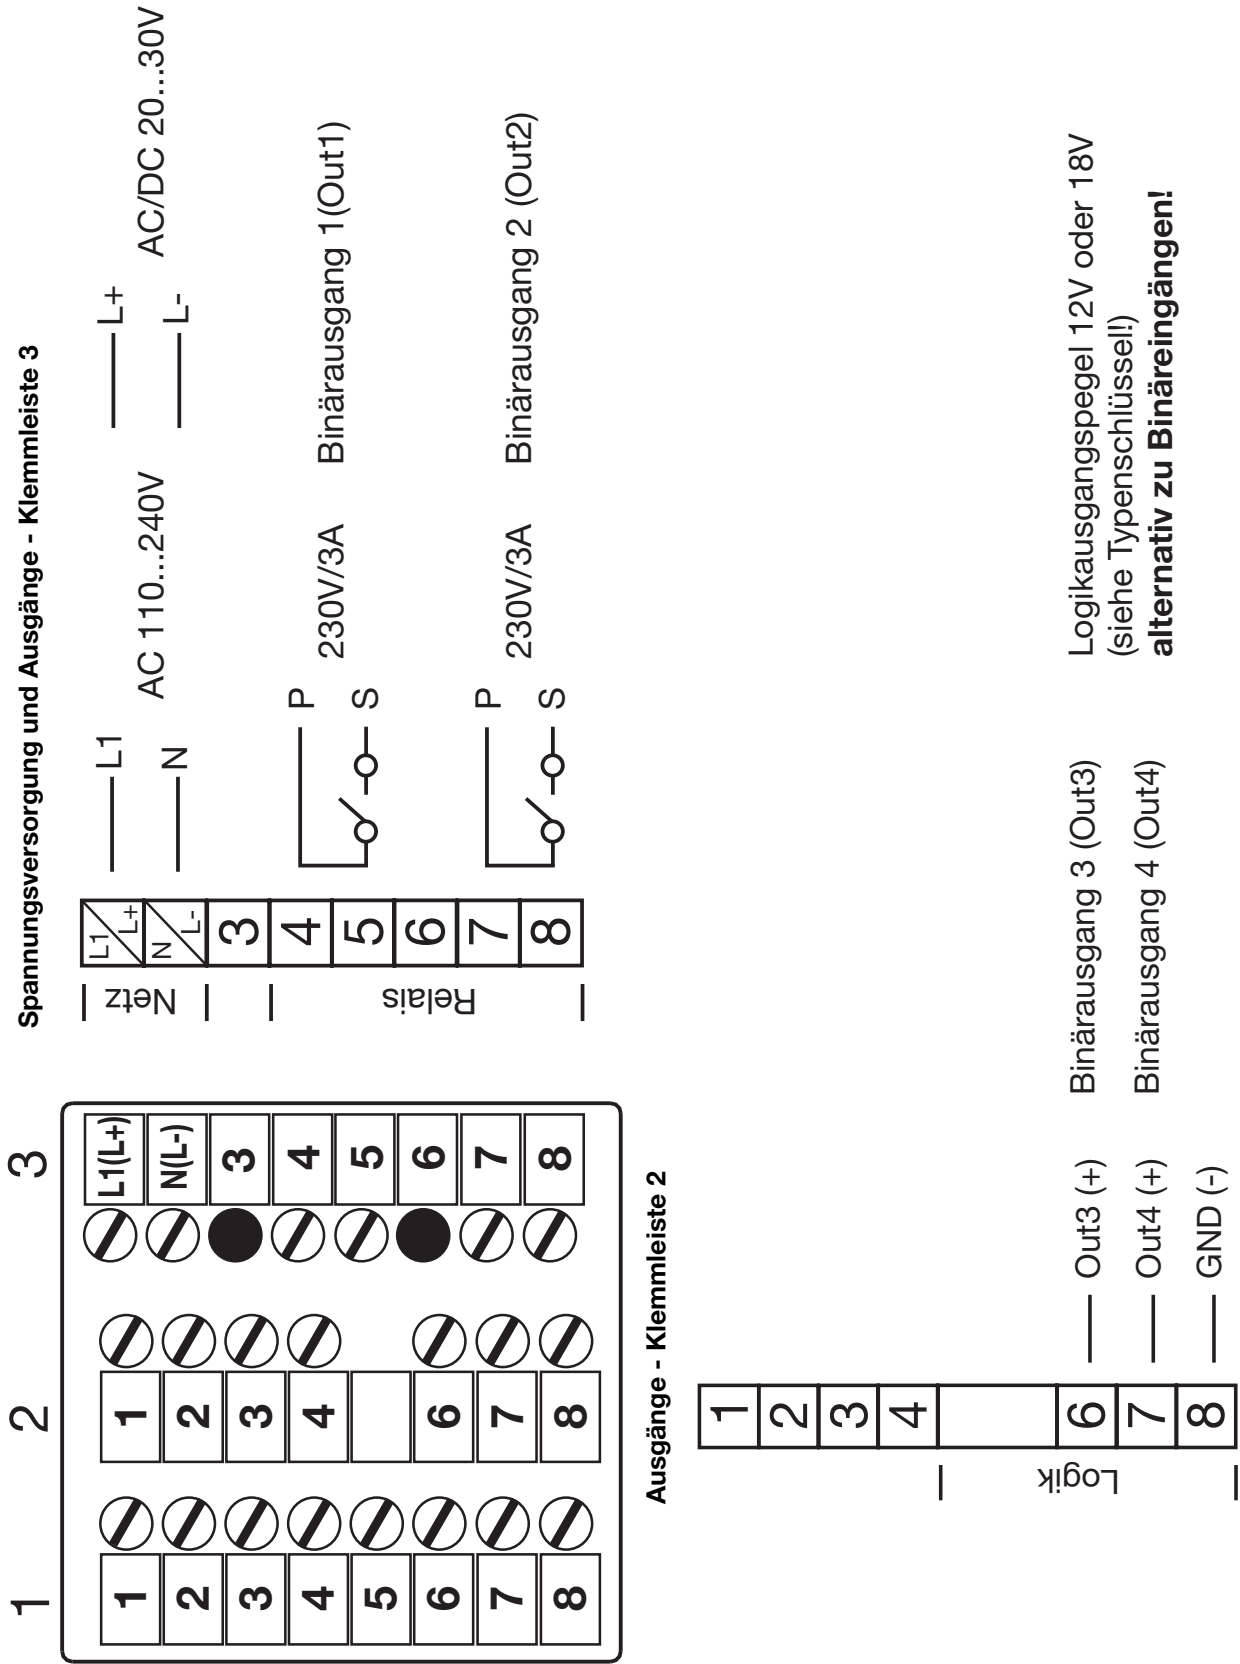 1 2 3
1 1 L1(L+)
2 2 N(L-)
3 3 3
4 4 4
5 5
6 6 6
7 7 7
8 8 8
Spannungsversorgung und Ausgänge - Klemmleiste 3
Netz
L1 L+
N L-
L1 L+
AC 110...240V AC/DC 20...30V
N L-
3
Relais
4
5
6
7
8
P
230V/3A Binärausgang 1(Out1)
S
P
230V/3A Binärausgang 2 (Out2)
S
Ausgänge - Klemmleiste 2
1
2
3
4
Logik
6 Out3 (+) Binärausgang 3 (Out3)
7 Out4 (+) Binärausgang 4 (Out4)
8 GND (-)
Logikausgangspegel 12V oder 18V
(siehe Typenschlüssel!)
alternativ zu Binäreingängen!